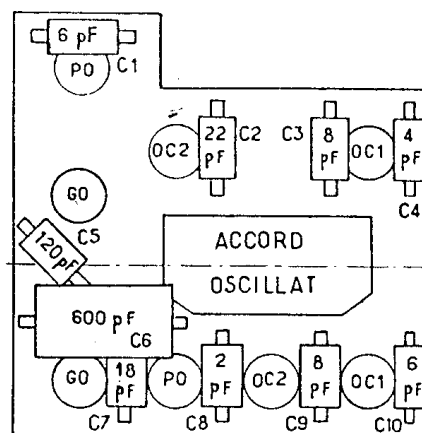 6 pF
PO
C1
OC2
22 pF
C2
C3
8 pF
OC1
4 pF
C4
GO
C5
120 pF
ACCORD
OSCILLAT
600 pF
C6
GO
18 pF
C7
PO
2 pF
C8
OC2
8 pF
C9
OC1
6 pF
C10